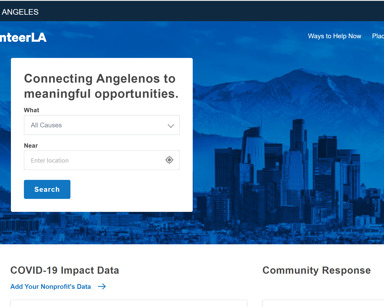 ANGELES
nteerLA
Ways to Help Now
Connecting Angelenos to
meaningful opportunities.
What
All Causes
Near
Enter location
Search
COVID-19 Impact Data
Community Response
Add Your Nonprofit's Data